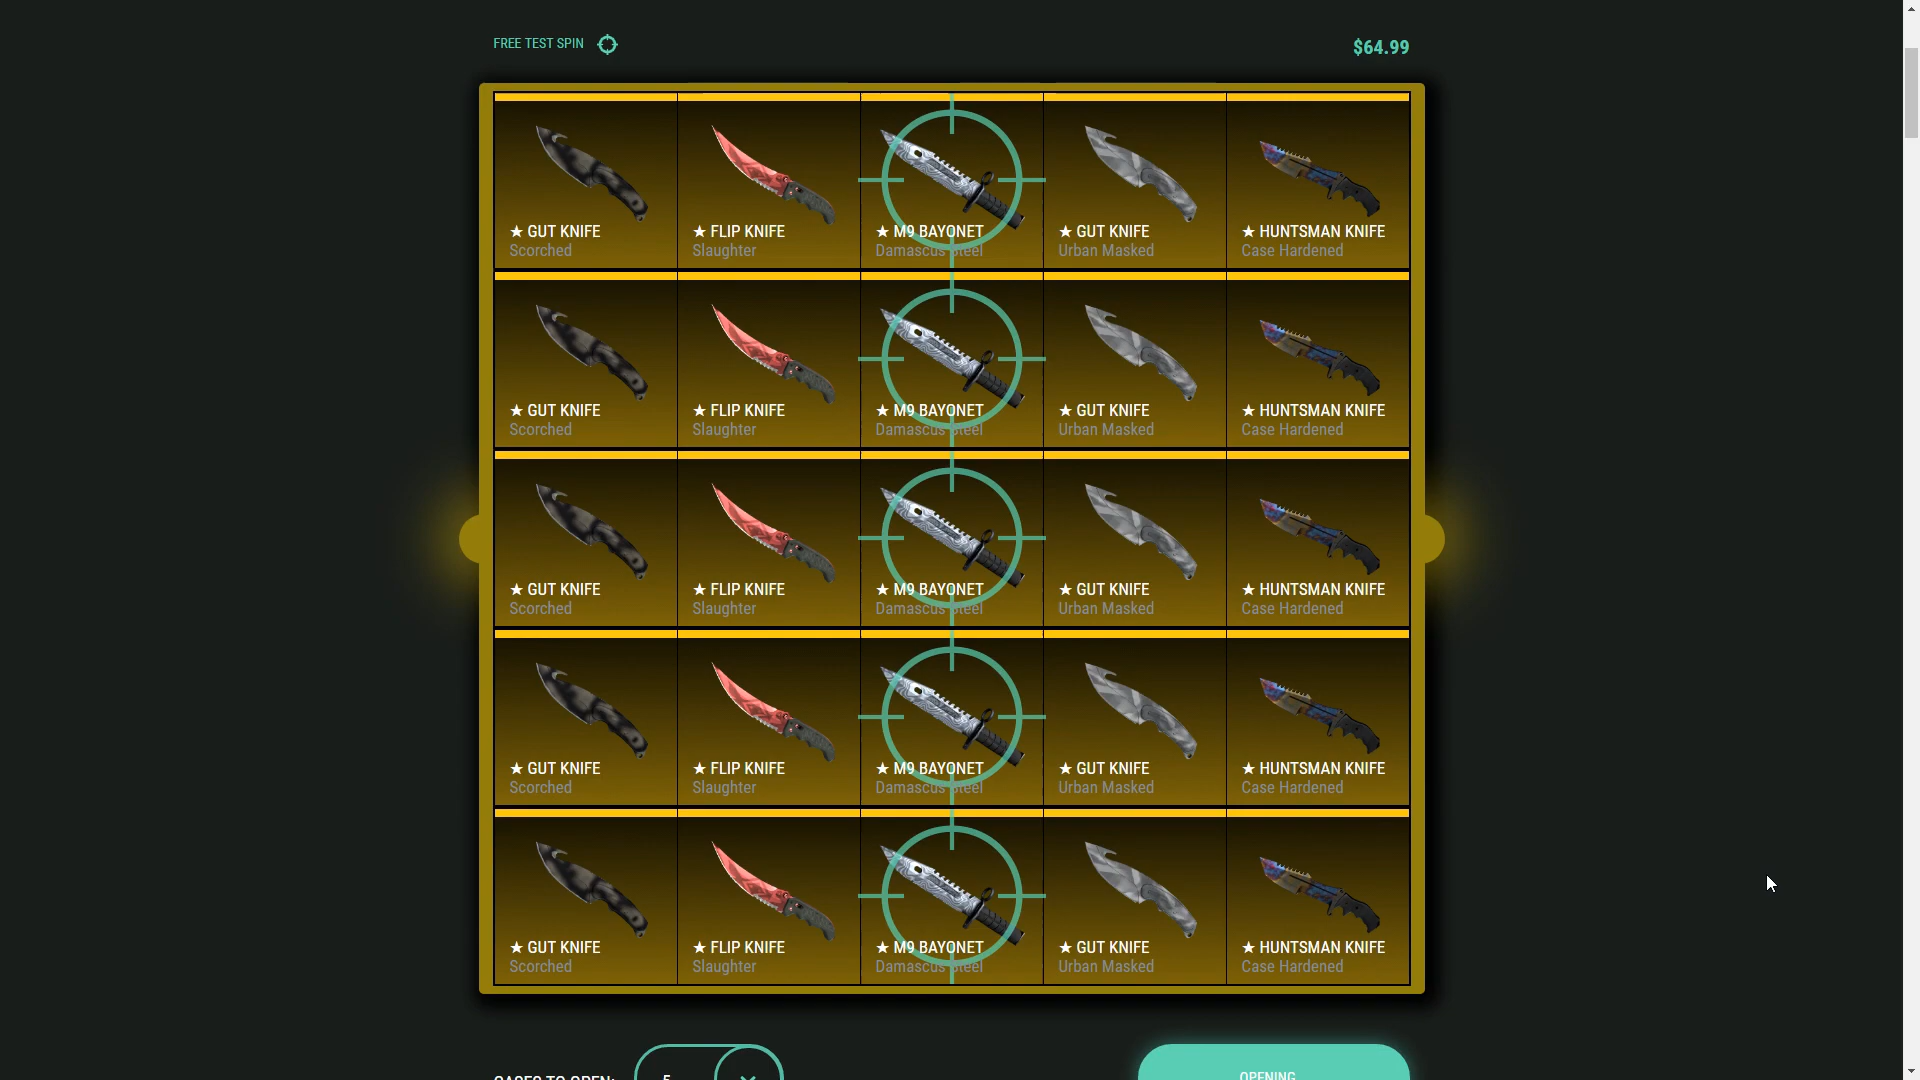 FREE TEST SPIN
$64.99
★ GUT KNIFE
Scorched
★ FLIP KNIFE
Slaughter
★ M9 BAYONET
Damascus Steel
★ GUT KNIFE
Urban Masked
★ HUNTSMAN KNIFE
Case Hardened
★ GUT KNIFE
Scorched
★ FLIP KNIFE
Slaughter
★ M9 BAYONET
Damascus Steel
★ GUT KNIFE
Urban Masked
★ HUNTSMAN KNIFE
Case Hardened
★ GUT KNIFE
Scorched
★ FLIP KNIFE
Slaughter
★ M9 BAYONET
Damascus Steel
★ GUT KNIFE
Urban Masked
★ HUNTSMAN KNIFE
Case Hardened
★ GUT KNIFE
Scorched
★ FLIP KNIFE
Slaughter
★ M9 BAYONET
Damascus Steel
★ GUT KNIFE
Urban Masked
★ HUNTSMAN KNIFE
Case Hardened
★ GUT KNIFE
Scorched
★ FLIP KNIFE
Slaughter
★ M9 BAYONET
Damascus Steel
★ GUT KNIFE
Urban Masked
★ HUNTSMAN KNIFE
Case Hardened
CASES TO OPEN: 5
OPENING